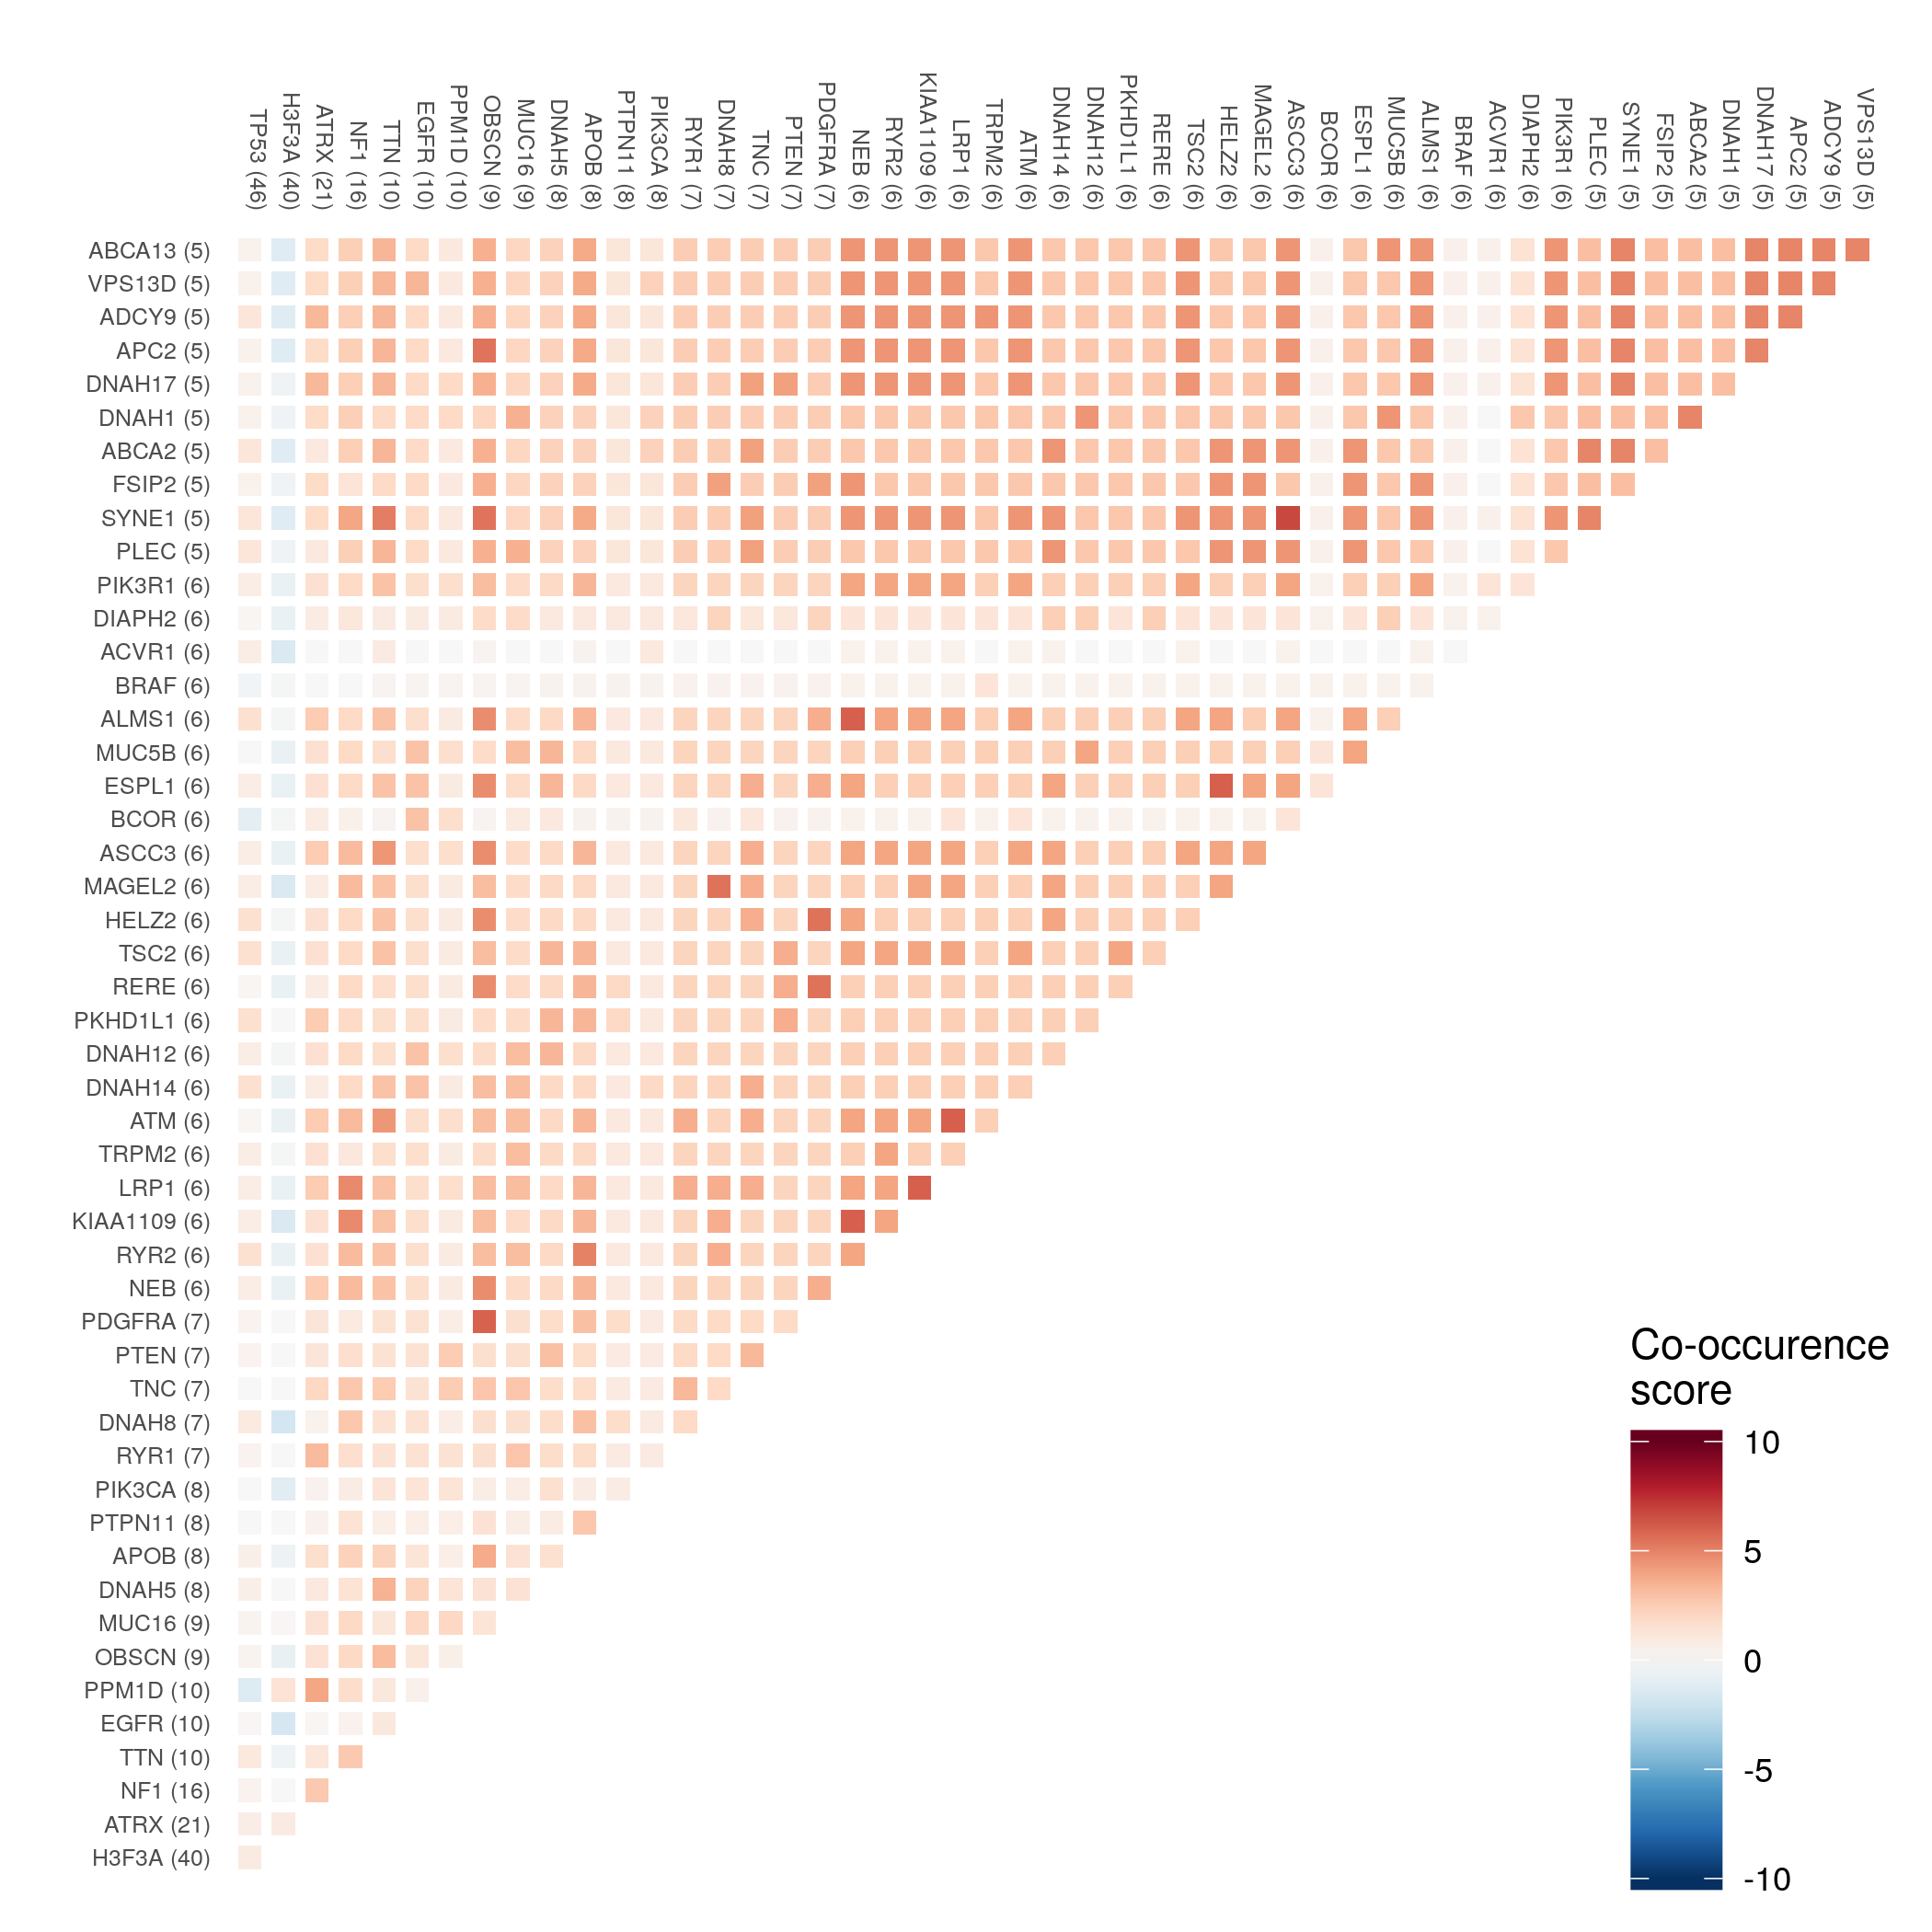 TP53 (46)
H3F3A (40)
ATRX (21)
NF1 (16)
TTN (10)
EGFR (10)
PPM1D (10)
OBSCN (9)
MUC16 (9)
DNAH5 (8)
APOB (8)
PTPN11 (8)
PIK3CA (8)
RYR1 (7)
DNAH8 (7)
TNC (7)
PTEN (7)
PDGFRA (7)
NEB (6)
RYR2 (6)
KIAA1109 (6)
LRP1 (6)
TRPM2 (6)
ATM (6)
DNAH14 (6)
DNAH12 (6)
PKHD1L1 (6)
RERE (6)
TSC2 (6)
HELZ2 (6)
MAGEL2 (6)
ASCC3 (6)
BCOR (6)
ESPL1 (6)
MUC5B (6)
ALMS1 (6)
BRAF (6)
ACVR1 (6)
DIAPH2 (6)
PIK3R1 (6)
PLEC (5)
SYNE1 (5)
FSIP2 (5)
ABCA2 (5)
DNAH1 (5)
DNAH17 (5)
APC2 (5)
ADCY9 (5)
VPS13D (5)
ABCA13 (5)
VPS13D (5)
ADCY9 (5)
APC2 (5)
DNAH17 (5)
DNAH1 (5)
ABCA2 (5)
FSIP2 (5)
SYNE1 (5)
PLEC (5)
PIK3R1 (6)
DIAPH2 (6)
ACVR1 (6)
BRAF (6)
ALMS1 (6)
MUC5B (6)
ESPL1 (6)
BCOR (6)
ASCC3 (6)
MAGEL2 (6)
HELZ2 (6)
TSC2 (6)
RERE (6)
PKHD1L1 (6)
DNAH12 (6)
DNAH14 (6)
ATM (6)
TRPM2 (6)
LRP1 (6)
KIAA1109 (6)
RYR2 (6)
NEB (6)
PDGFRA (7)
PTEN (7)
TNC (7)
DNAH8 (7)
RYR1 (7)
PIK3CA (8)
PTPN11 (8)
APOB (8)
DNAH5 (8)
MUC16 (9)
OBSCN (9)
PPM1D (10)
EGFR (10)
TTN (10)
NF1 (16)
ATRX (21)
H3F3A (40)
Co-occurence
score
10
5
0
-5
-10